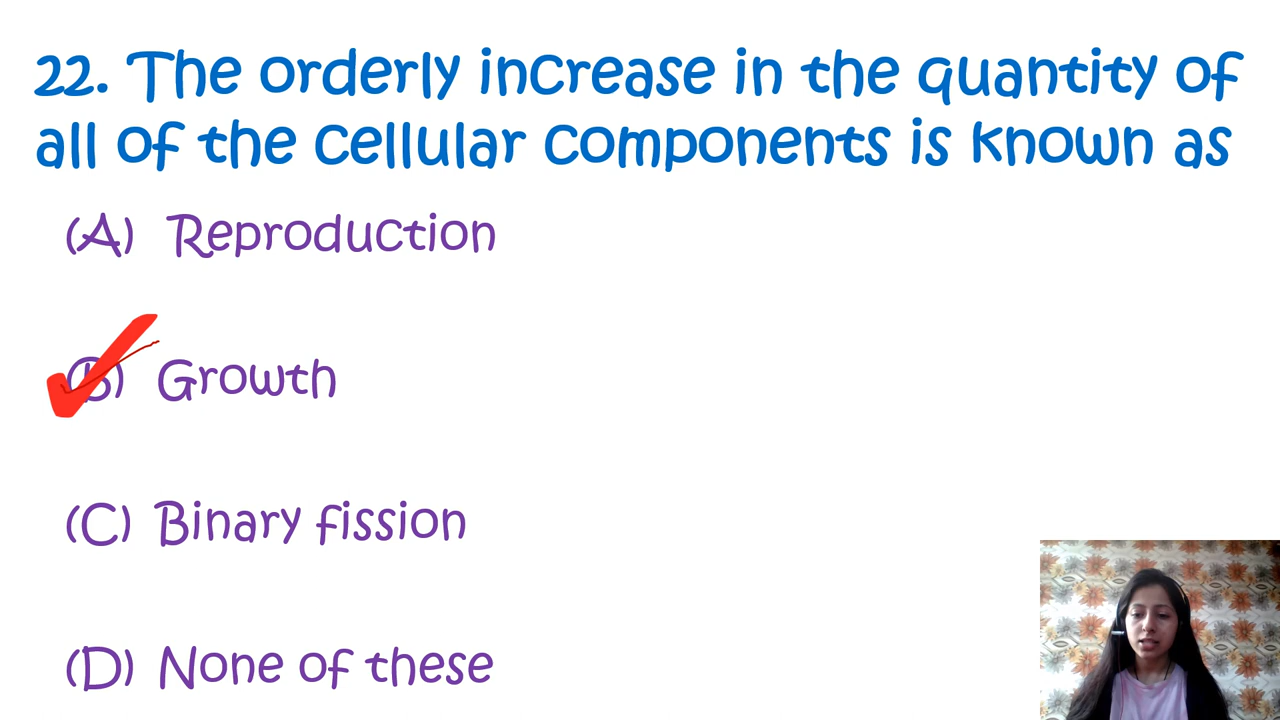 22. The orderly increase in the quantity of
all of the cellular components is known as
(A) Reproduction
(B) Growth
(C) Binary fission
(D) None of these